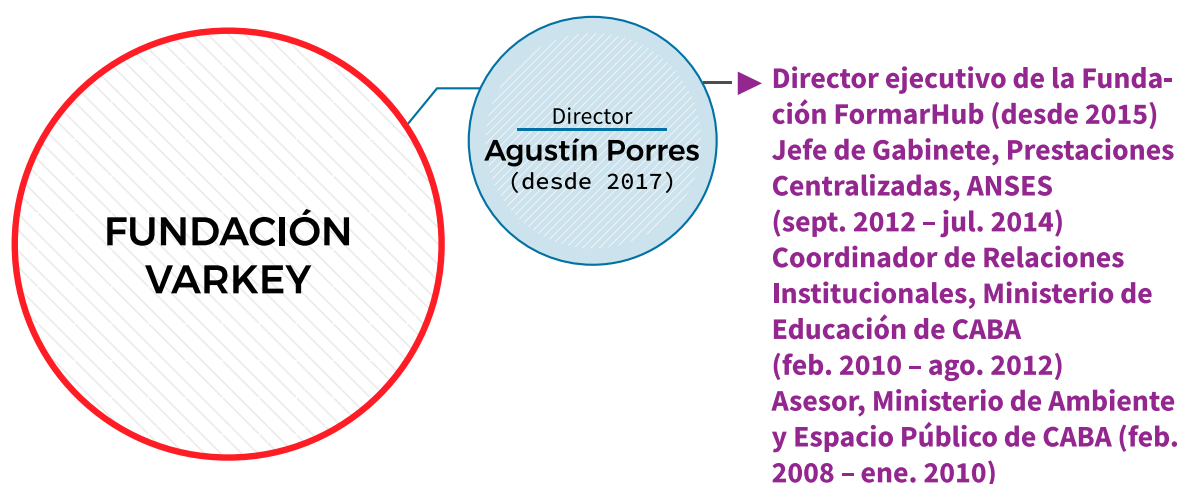 FUNDACIÓN
VARKEY
Director
Agustín Porres
(desde 2017)
Director ejecutivo de la Funda-
ción FormarHub (desde 2015)
Jefe de Gabinete, Prestaciones
Centralizadas, ANSES
(sept. 2012 – jul. 2014)
Coordinador de Relaciones
Institucionales, Ministerio de
Educación de CABA
(feb. 2010 – ago. 2012)
Asesor, Ministerio de Ambiente
y Espacio Público de CABA (feb.
2008 – ene. 2010)